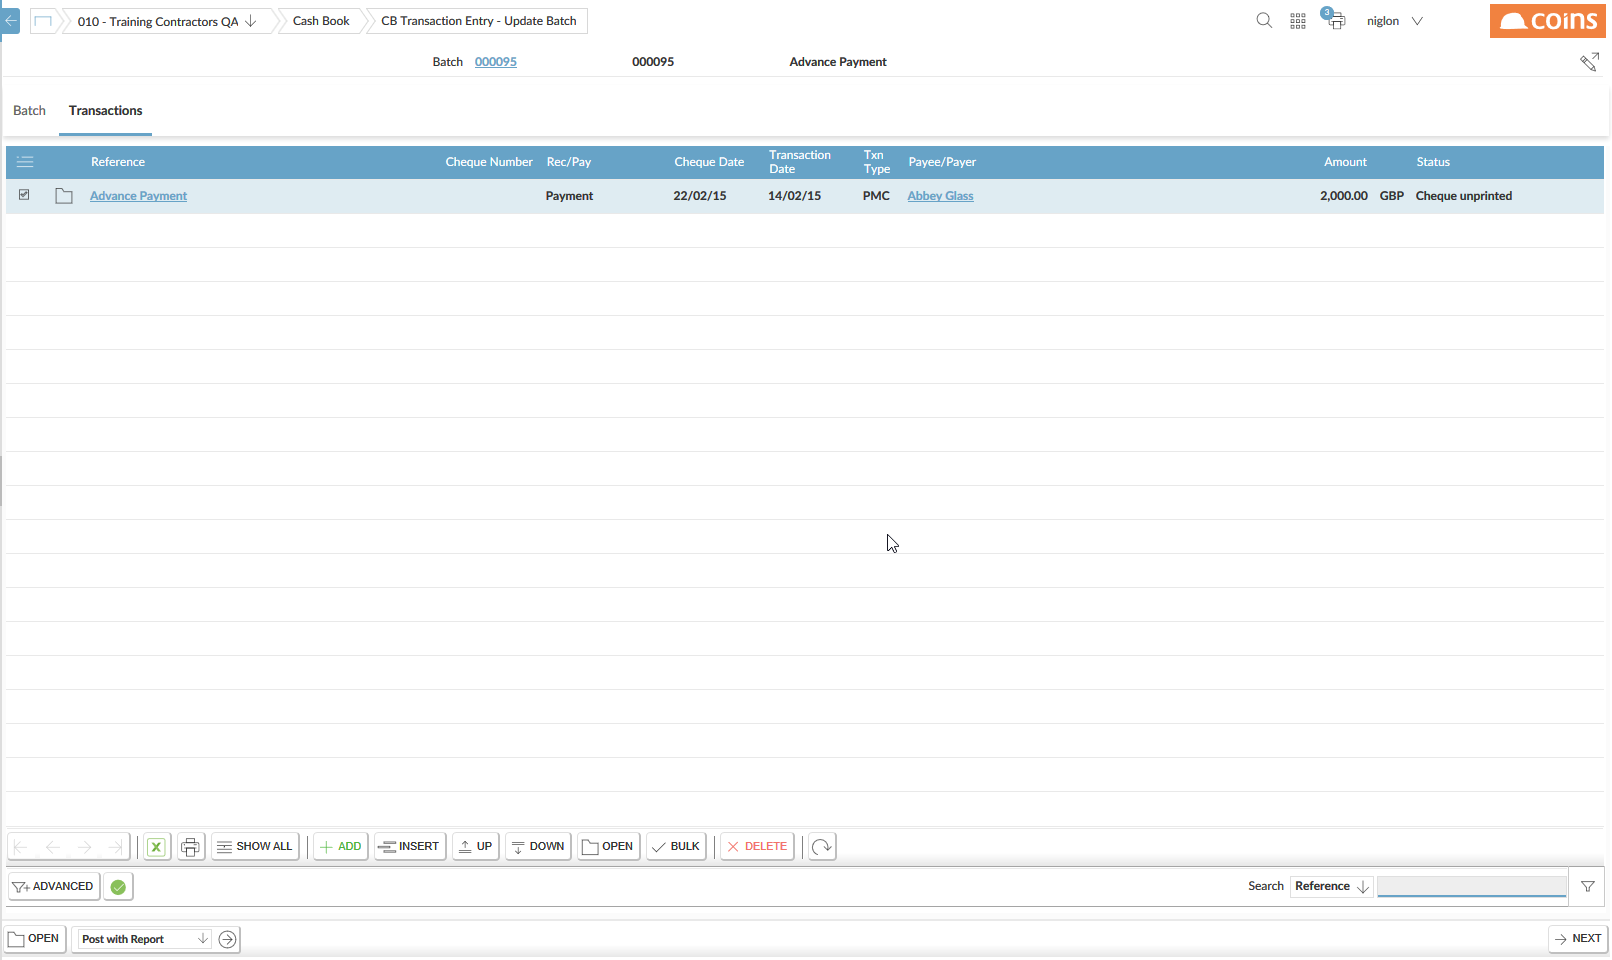 010 - Training Contractors QA
Cash Book
CB Transaction Entry - Update Batch
3
niglon
coins
Batch 000095 000095 Advance Payment
Batch Transactions
Reference Cheque Number Rec/Pay Cheque Date Transaction Date Txn Type Payee/Payer Amount Status
Advance Payment Payment 22/02/15 14/02/15 PMC Abbey Glass 2,000.00 GBP Cheque unprinted
X SHOW ALL ADD INSERT UP DOWN OPEN BULK DELETE
ADVANCED Search Reference
OPEN Post with Report NEXT